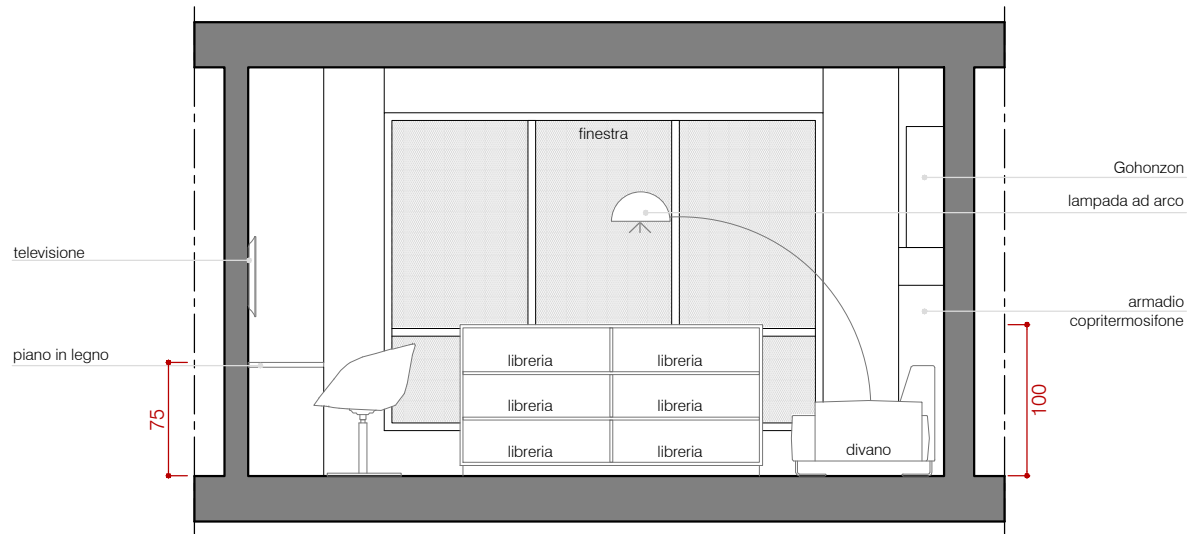 finestra
Gohonzon
lampada ad arco
televisione
armadio
copritermosifone
piano in legno
libreria libreria
libreria libreria
libreria libreria
divano
75
100